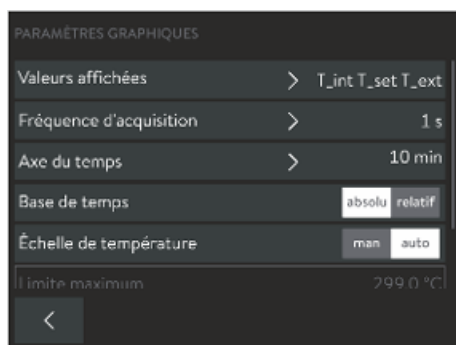 PARAMÈTRES GRAPHIQUES
Valeurs affichées > T_int T_set T_ext
Fréquence d'acquisition > 1 s
Axe du temps > 10 min
Base de temps absolu relatif
Échelle de température man auto
Limite maximum 299.0 °C
<